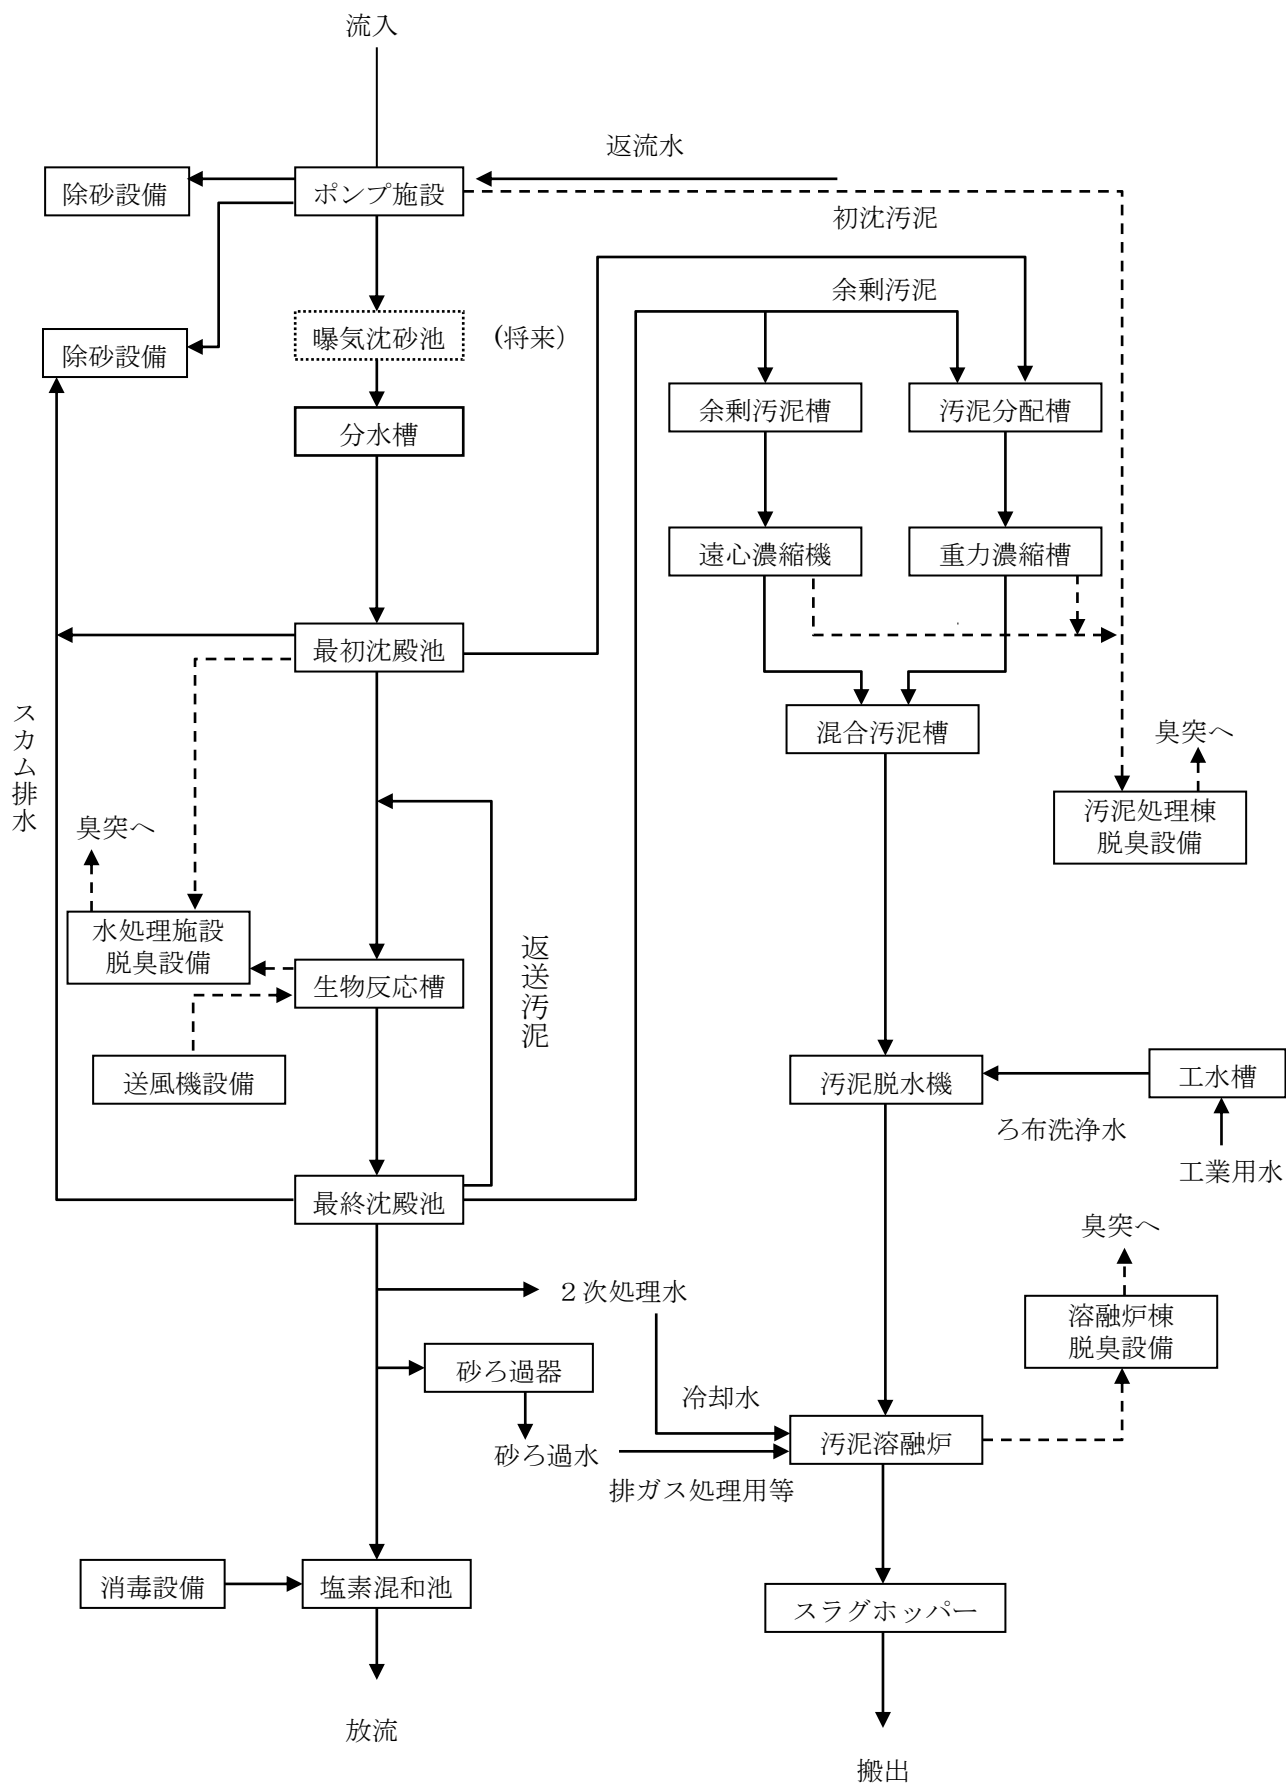 流入
返流水
除砂設備
ポンプ施設
初沈汚泥
余剰汚泥
曝気沈砂池
(将来)
除砂設備
余剰汚泥槽
汚泥分配槽
分水槽
遠心濃縮機
重力濃縮槽
最初沈殿池
スカム排水
混合汚泥槽
臭突へ
汚泥処理棟
脱臭設備
臭突へ
水処理施設
脱臭設備
返送汚泥
生物反応槽
送風機設備
汚泥脱水機
工水槽
ろ布洗浄水
工業用水
最終沈殿池
臭突へ
２次処理水
溶融炉棟
脱臭設備
砂ろ過器
冷却水
汚泥溶融炉
砂ろ過水
排ガス処理用等
消毒設備
塩素混和池
スラグホッパー
放流
搬出